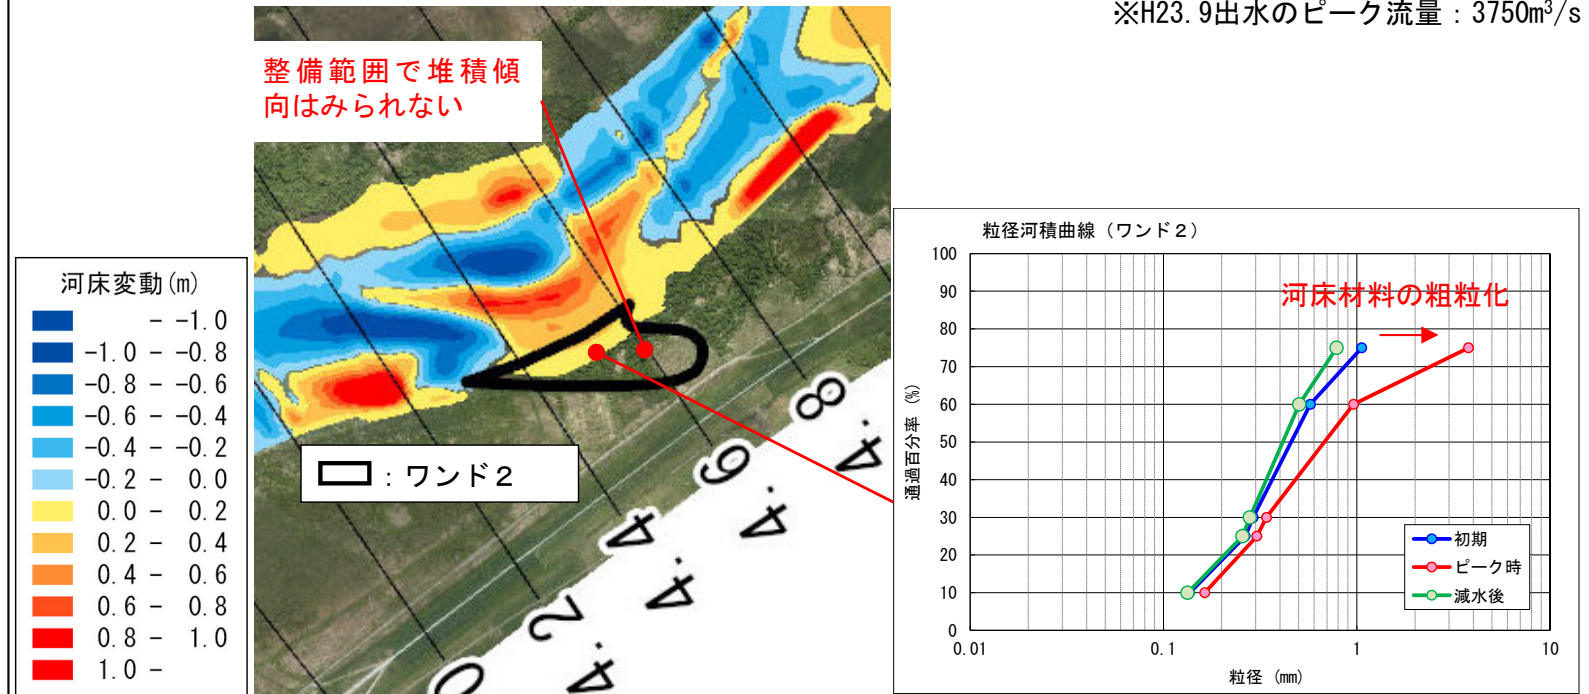 ※H23.9出水のピーク流量：3750m³/s
整備範囲で堆積傾
向はみられない
河床変動(m)
- -1.0
-1.0 - -0.8
-0.8 - -0.6
-0.6 - -0.4
-0.4 - -0.2
-0.2 - 0.0
0.0 - 0.2
0.2 - 0.4
0.4 - 0.6
0.6 - 0.8
0.8 - 1.0
1.0 -
：ワンド２
4.8
4.6
4.4
4.2
0
粒径河積曲線（ワンド２）
河床材料の粗粒化
通過百分率 (%)
100
90
80
70
60
50
40
30
20
10
0
0.01
0.1
1
10
粒径 (mm)
初期
ピーク時
減水後